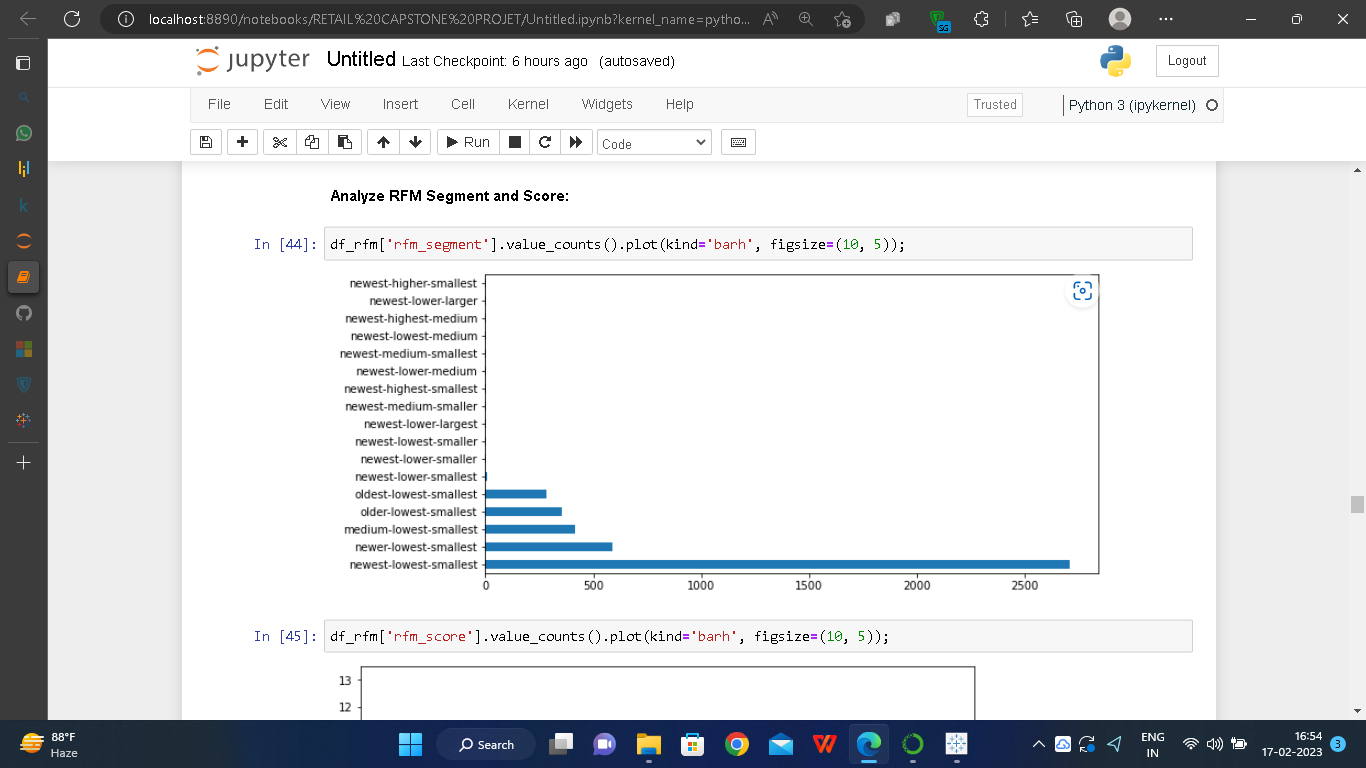 localhost:8890/notebooks/RETAIL%20CAPSTONE%20PROJET/Untitled.ipynb?kernel_name=pytho...
SG
jupyter Untitled Last Checkpoint: 6 hours ago (autosaved)
Logout
File Edit View Insert Cell Kernel Widgets Help
Trusted
Python 3 (ipykernel)
Run
Code
Analyze RFM Segment and Score:
In [44]: df_rfm['rfm_segment'].value_counts().plot(kind='barh', figsize=(10, 5));
newest-higher-smallest
newest-lower-larger
newest-highest-medium
newest-lowest-medium
newest-medium-smallest
newest-lower-medium
newest-highest-smallest
newest-medium-smaller
newest-lower-largest
newest-lowest-smaller
newest-lower-smaller
newest-lower-smallest
oldest-lowest-smallest
older-lowest-smallest
medium-lowest-smallest
newer-lowest-smallest
newest-lowest-smallest
0 500 1000 1500 2000 2500
In [45]: df_rfm['rfm_score'].value_counts().plot(kind='barh', figsize=(10, 5));
13
12
88°F
Haze
Search
ENG
IN
16:54
17-02-2023
3